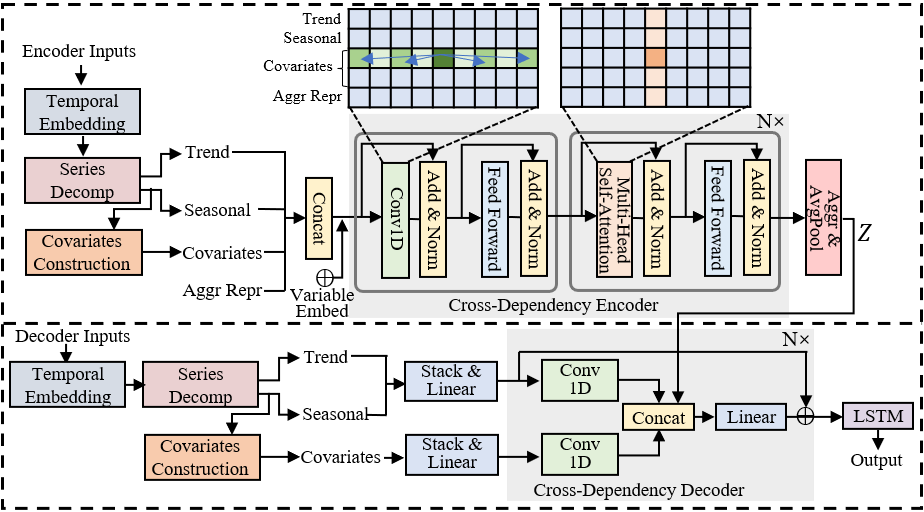 Trend
Seasonal
Covariates
Aggr Repr
Encoder Inputs
Temporal
Embedding
Series
Decomp
Covariates
Construction
Trend
Seasonal
Covariates
Aggr Repr
Concat
Variable
Embed
N×
Conv1D
Add & Norm
Feed Forward
Add & Norm
Multi-Head
Self-Attention
Add & Norm
Feed Forward
Add & Norm
Cross-Dependency Encoder
Aggr &
AvgPool
Z
Decoder Inputs
Temporal
Embedding
Series
Decomp
Covariates
Construction
Trend
Seasonal
Covariates
Stack &
Linear
Stack &
Linear
N×
Conv
1D
Conv
1D
Concat
Linear
Cross-Dependency Decoder
LSTM
Output